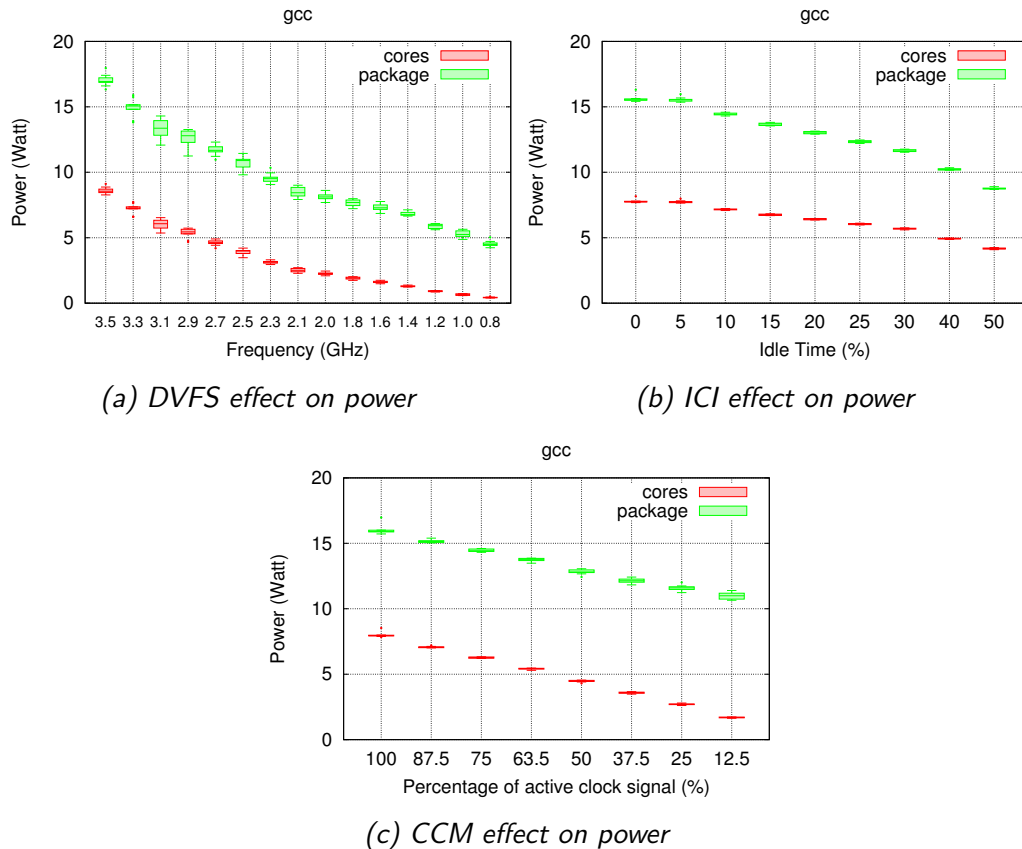 gcc
20
15
10
5
0
Power (Watt)
cores
package
3.5 3.3 3.1 2.9 2.7 2.5 2.3 2.1 2.0 1.8 1.6 1.4 1.2 1.0 0.8
Frequency (GHz)
(a) DVFS effect on power
gcc
20
15
10
5
0
Power (Watt)
cores
package
0 5 10 15 20 25 30 40 50
Idle Time (%)
(b) ICI effect on power
gcc
20
15
10
5
0
Power (Watt)
cores
package
100 87.5 75 63.5 50 37.5 25 12.5
Percentage of active clock signal (%)
(c) CCM effect on power